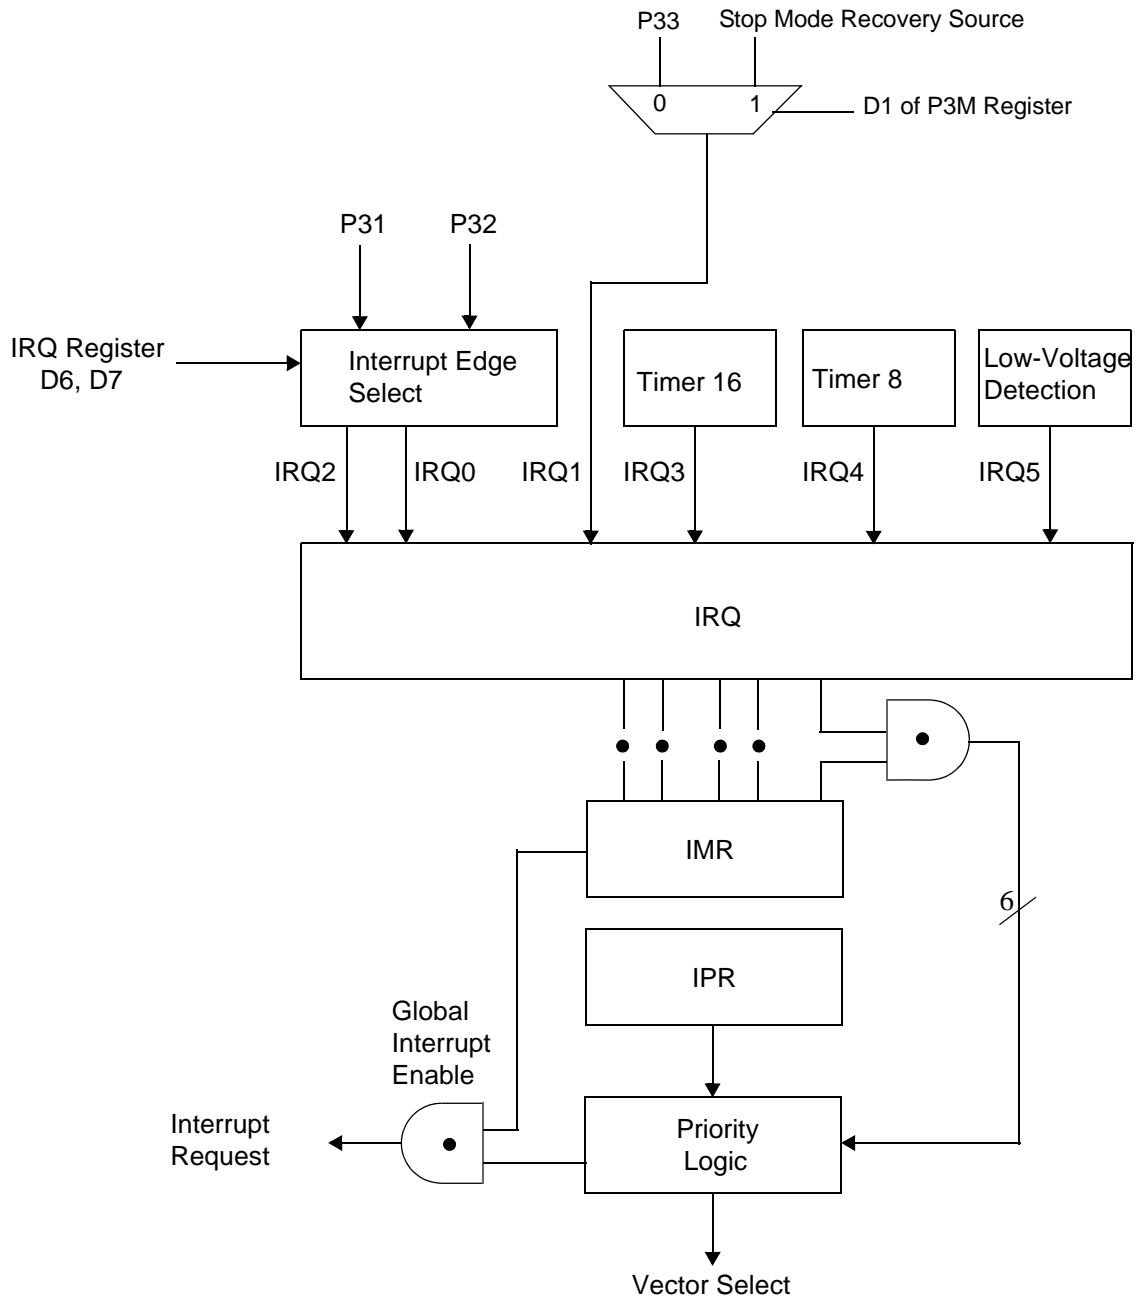 P33
Stop Mode Recovery Source
0
1
D1 of P3M Register
P31
P32
IRQ Register
D6, D7
Interrupt Edge
Select
Timer 16
Timer 8
Low-Voltage
Detection
IRQ2
IRQ0
IRQ1
IRQ3
IRQ4
IRQ5
IRQ
IMR
6
IPR
Global
Interrupt
Enable
Interrupt
Request
Priority
Logic
Vector Select